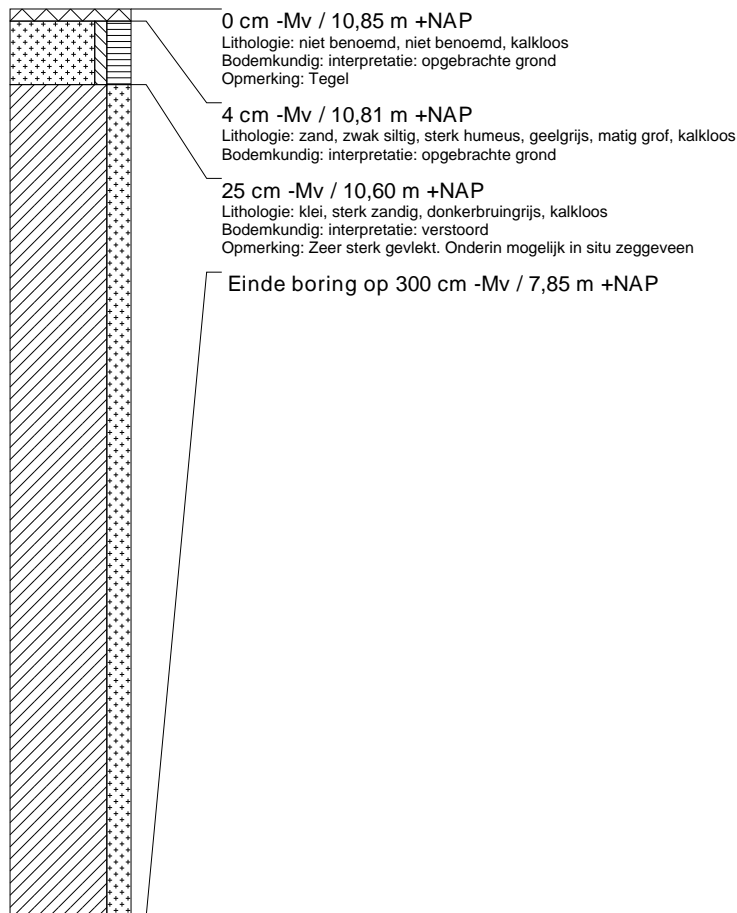 0 cm -Mv / 10,85 m +NAP
Lithologie: niet benoemd, niet benoemd, kalkloos
Bodemkundig: interpretatie: opgebrachte grond
Opmerking: Tegel
4 cm -Mv / 10,81 m +NAP
Lithologie: zand, zwak siltig, sterk humeus, geelgrijs, matig grof, kalkloos
Bodemkundig: interpretatie: opgebrachte grond
25 cm -Mv / 10,60 m +NAP
Lithologie: klei, sterk zandig, donkerbruingrijs, kalkloos
Bodemkundig: interpretatie: verstoord
Opmerking: Zeer sterk gevlekt. Onderin mogelijk in situ zeggeveen
Einde boring op 300 cm -Mv / 7,85 m +NAP